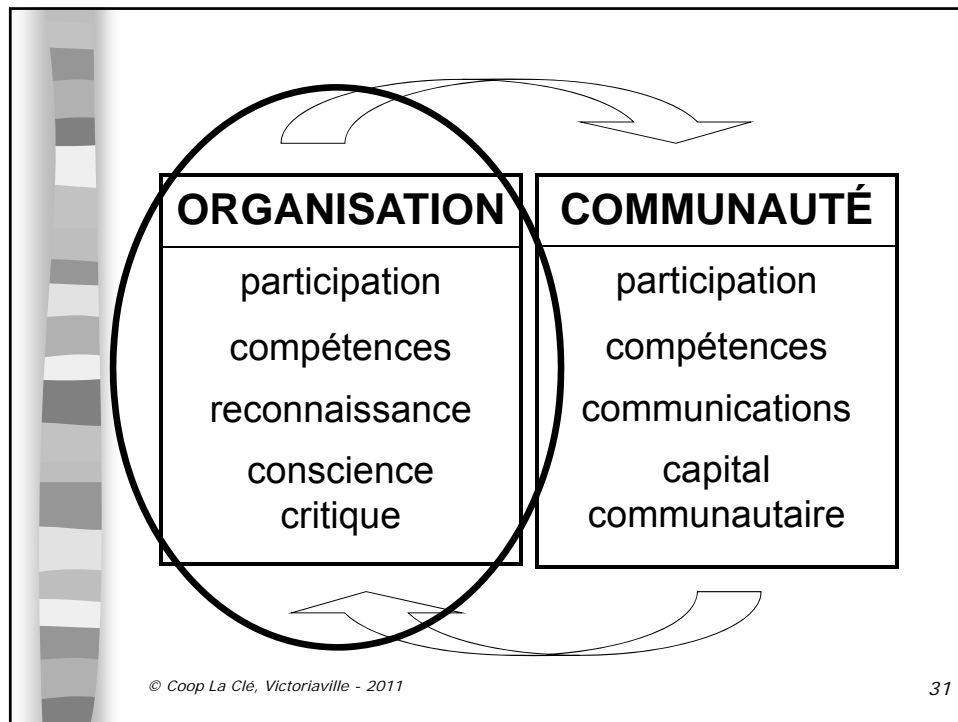 ORGANISATION
participation
compétences
reconnaissance
conscience
critique
COMMUNAUTÉ
participation
compétences
communications
capital
communautaire
© Coop La Clé, Victoriaville - 2011
31